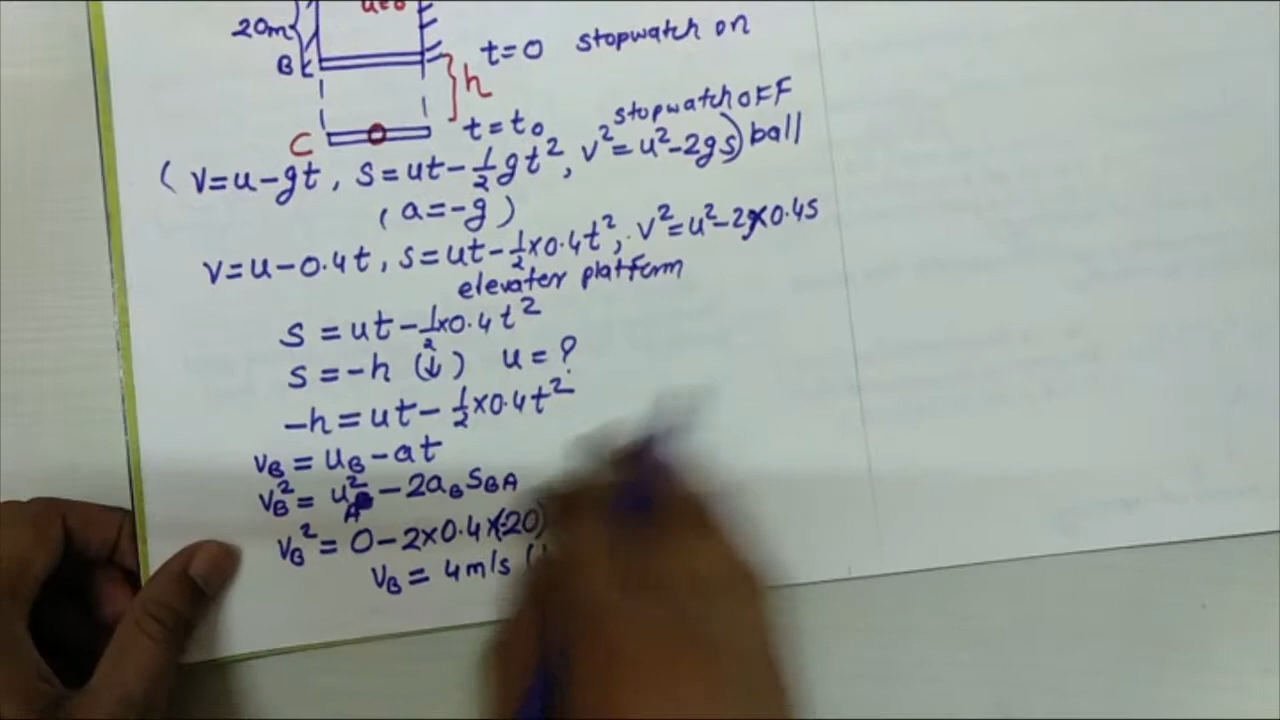 u=0
20m
B
t=0 stopwatch on
h
C
t=t₀ stopwatch OFF
(v=u-gt, s=ut-½gt², v²=u²-2gs) ball
(a=-g)
v=u-0.4t, s=ut-½×0.4t², v²=u²-2×0.4s
elevater platform
s=ut-½×0.4t²
s=-h (↓) u=?
-h=ut-½×0.4t²
v_B=u_B-at
v_B²=u_A²-2a_B s_BA
v_B²=0-2×0.4×(-20)
v_B=4m/s